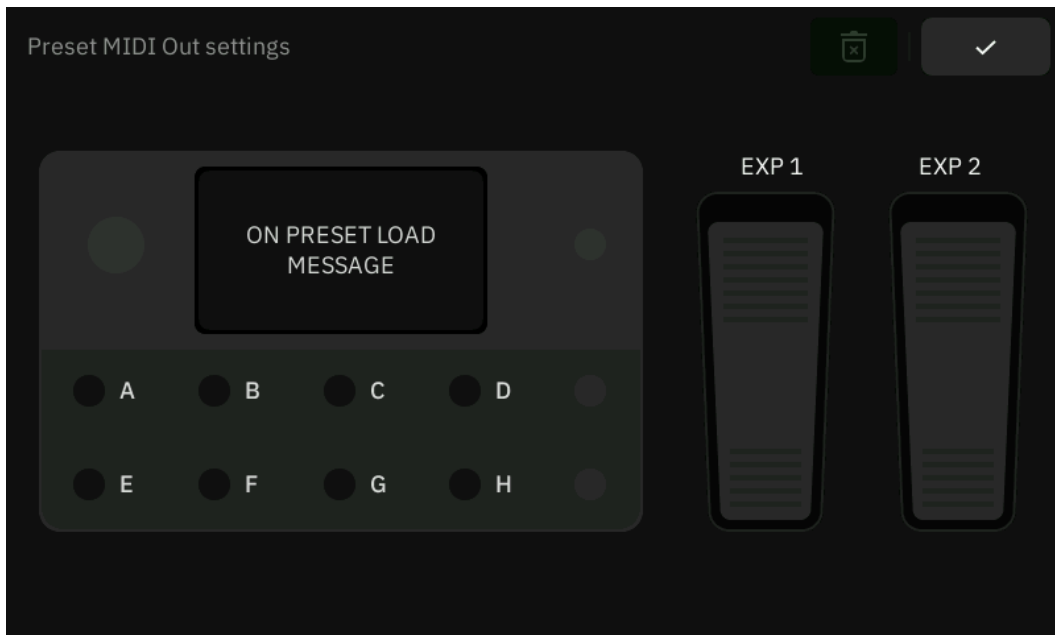 Preset MIDI Out settings
EXP 1
EXP 2
ON PRESET LOAD
MESSAGE
A
B
C
D
E
F
G
H